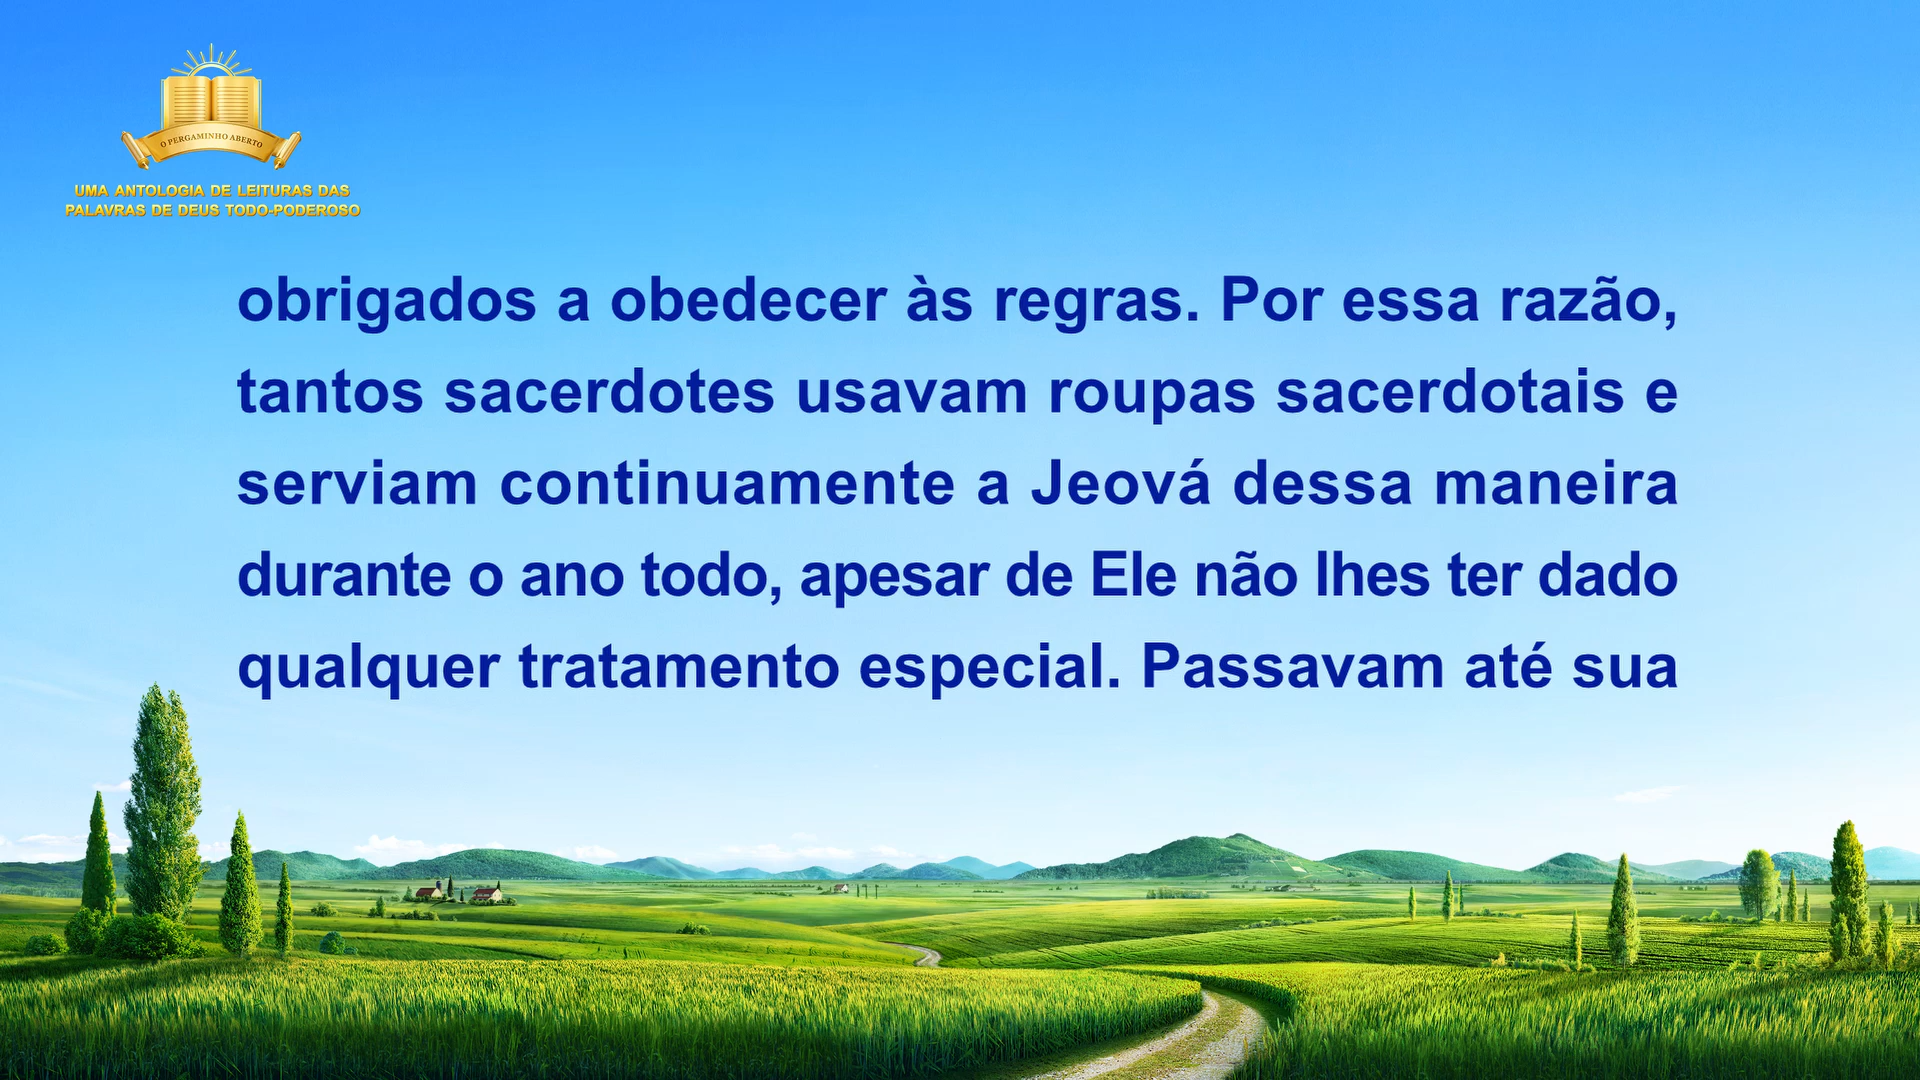 O PERGAMINHO ABERTO
UMA ANTOLOGIA DE LEITURAS DAS
PALAVRAS DE DEUS TODO-PODEROSO
obrigados a obedecer às regras. Por essa razão,
tantos sacerdotes usavam roupas sacerdotais e
serviam continuamente a Jeová dessa maneira
durante o ano todo, apesar de Ele não lhes ter dado
qualquer tratamento especial. Passavam até sua